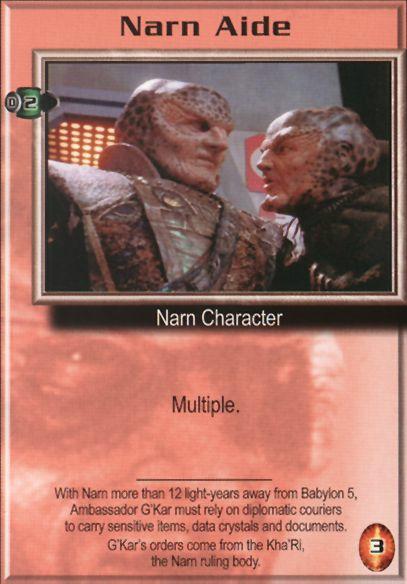 Narn Aide
D 2
Narn Character
Multiple.
With Narn more than 12 light-years away from Babylon 5,
Ambassador G'Kar must rely on diplomatic couriers
to carry sensitive items, data crystals and documents.
G'Kar's orders come from the Kha'Ri,
the Narn ruling body.
3